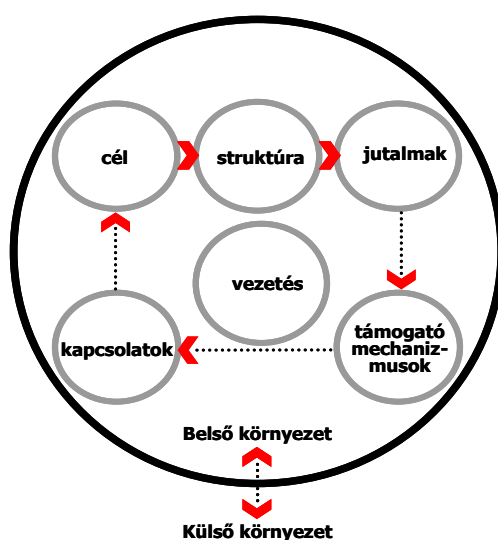 cél
struktúra
jutalmak
vezetés
kapcsolatok
támogató
mechaniz-
musok
Belső környezet
Külső környezet